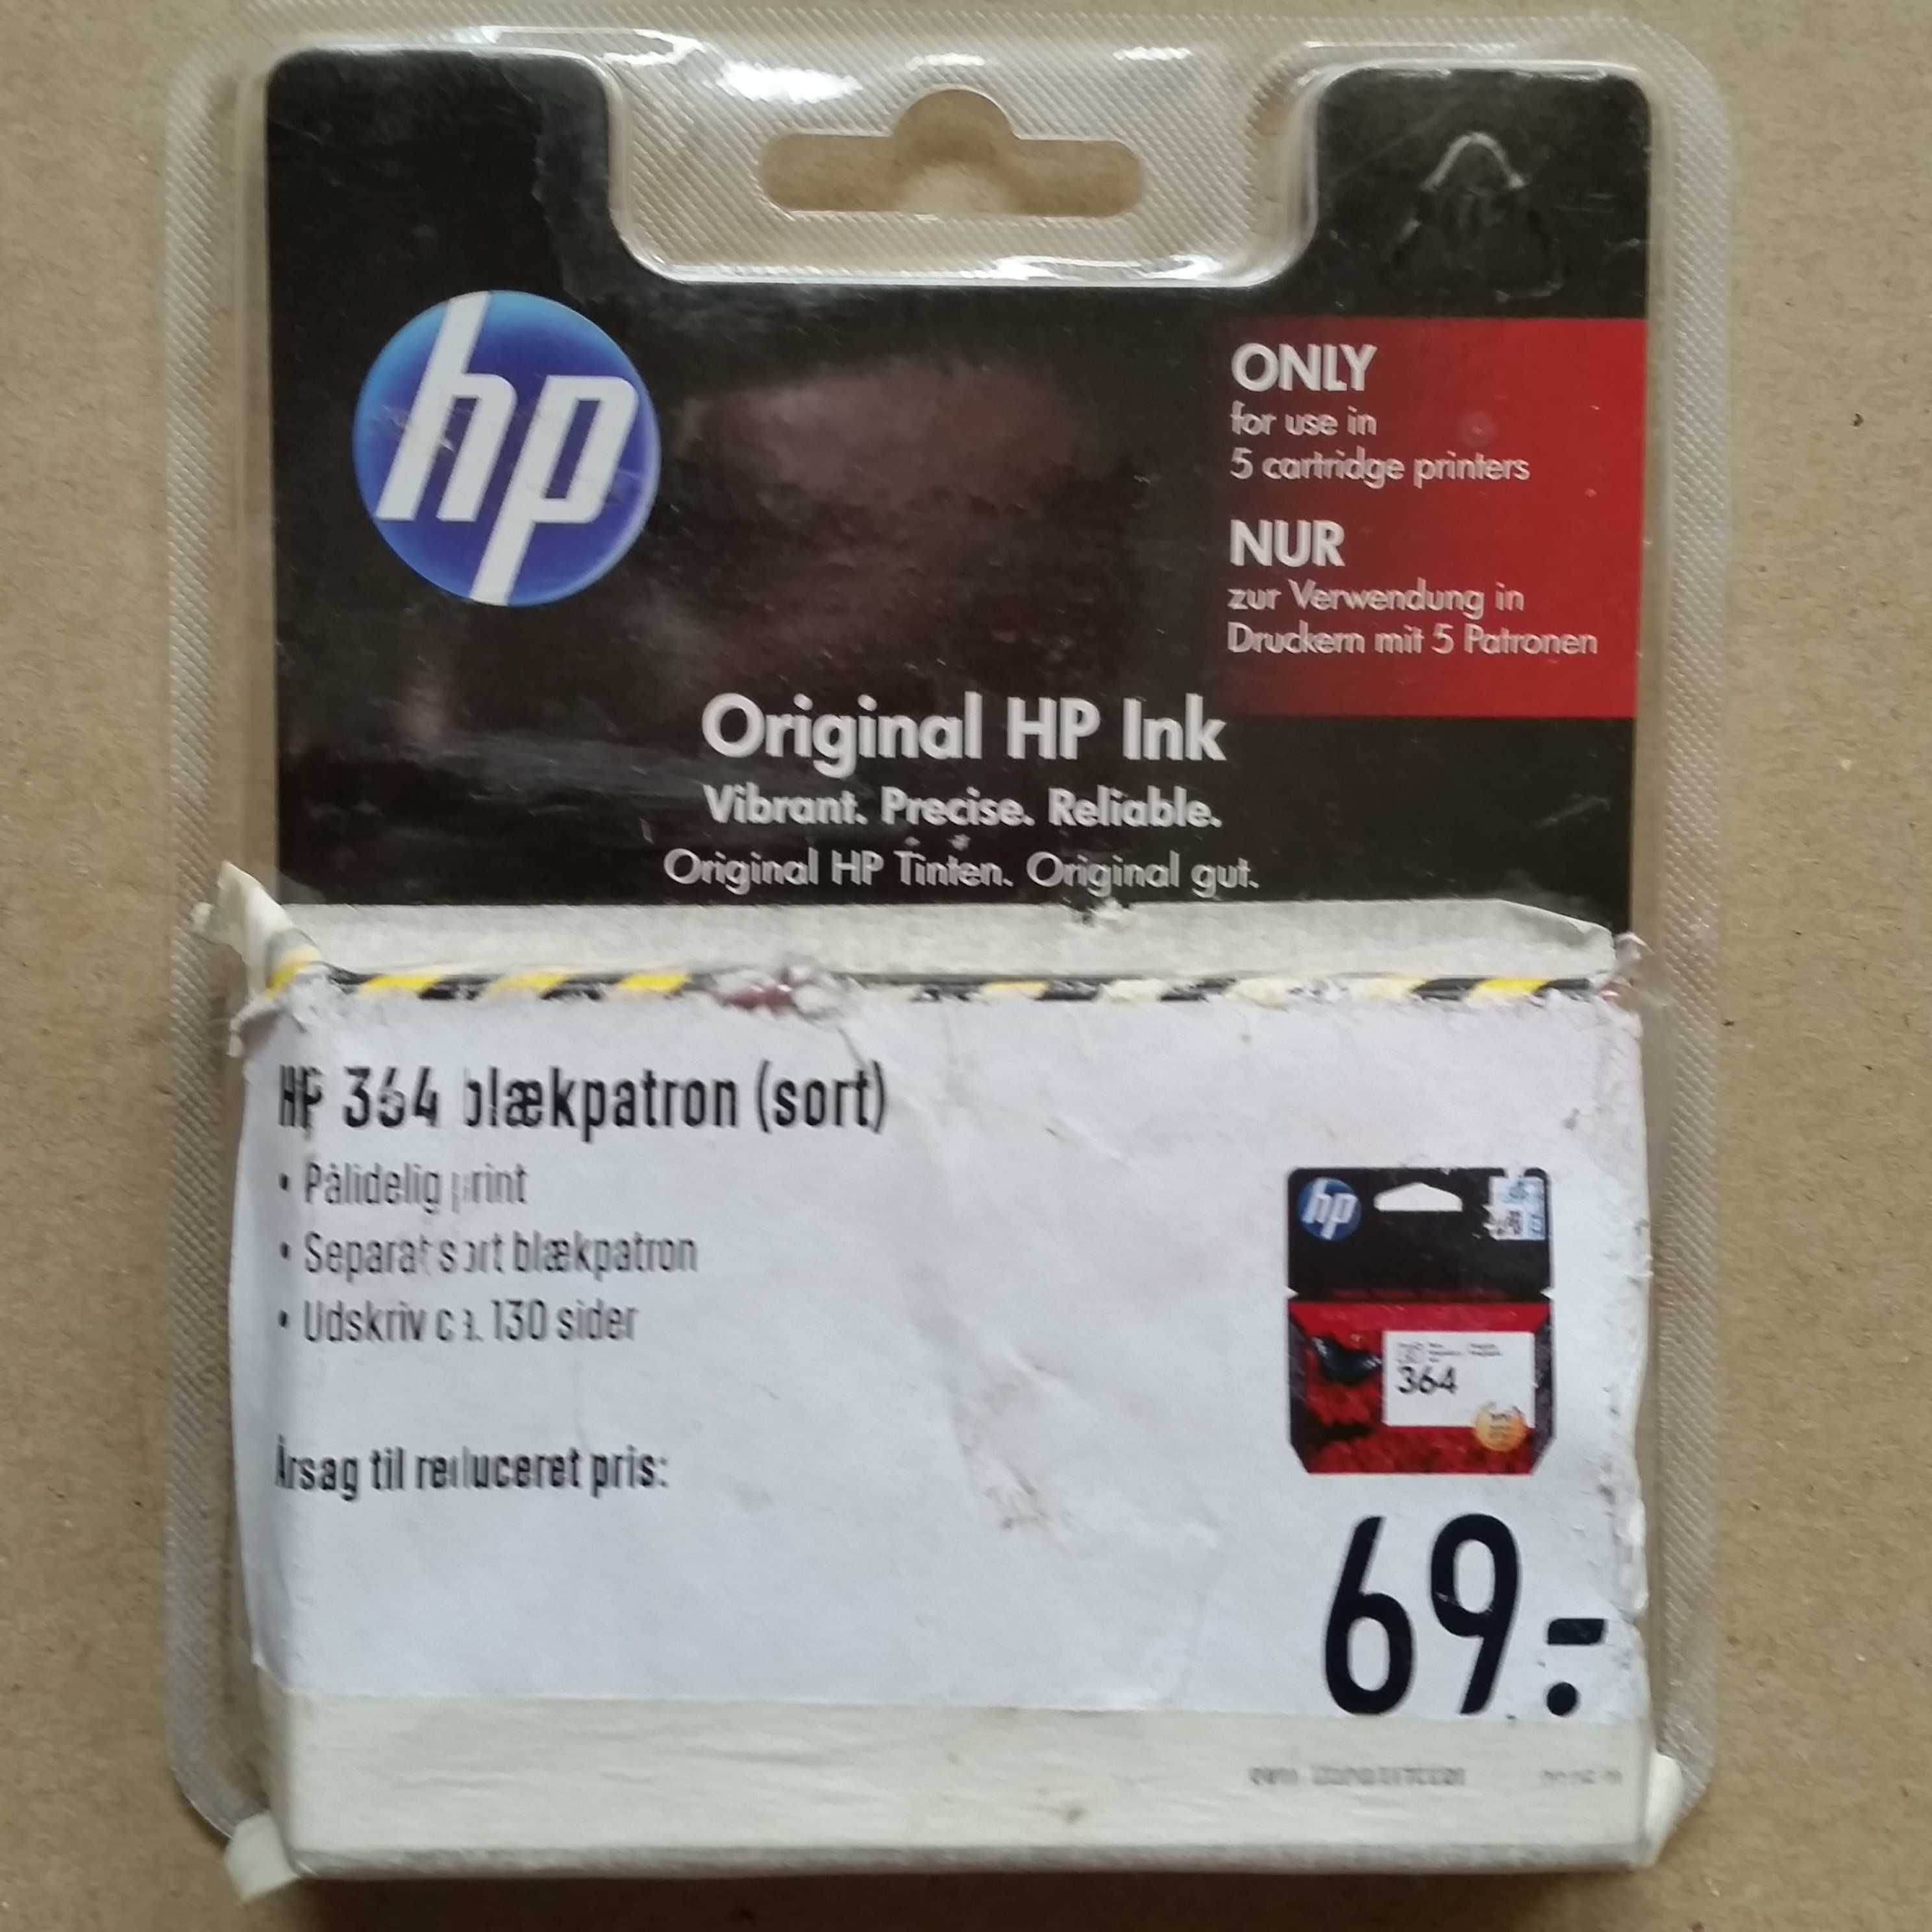 hp
ONLY
for use in
5 cartridge printers
NUR
zur Verwendung in
Druckern mit 5 Patronen
Original HP Ink
Vibrant. Precise. Reliable.
Original HP Tinten. Original gut.
HP 364 blækpatron (sort)
• Pålidelig print
• Separat sort blækpatron
• Udskriv ca. 130 sider
hp
364
Årsag til reduceret pris:
69.-